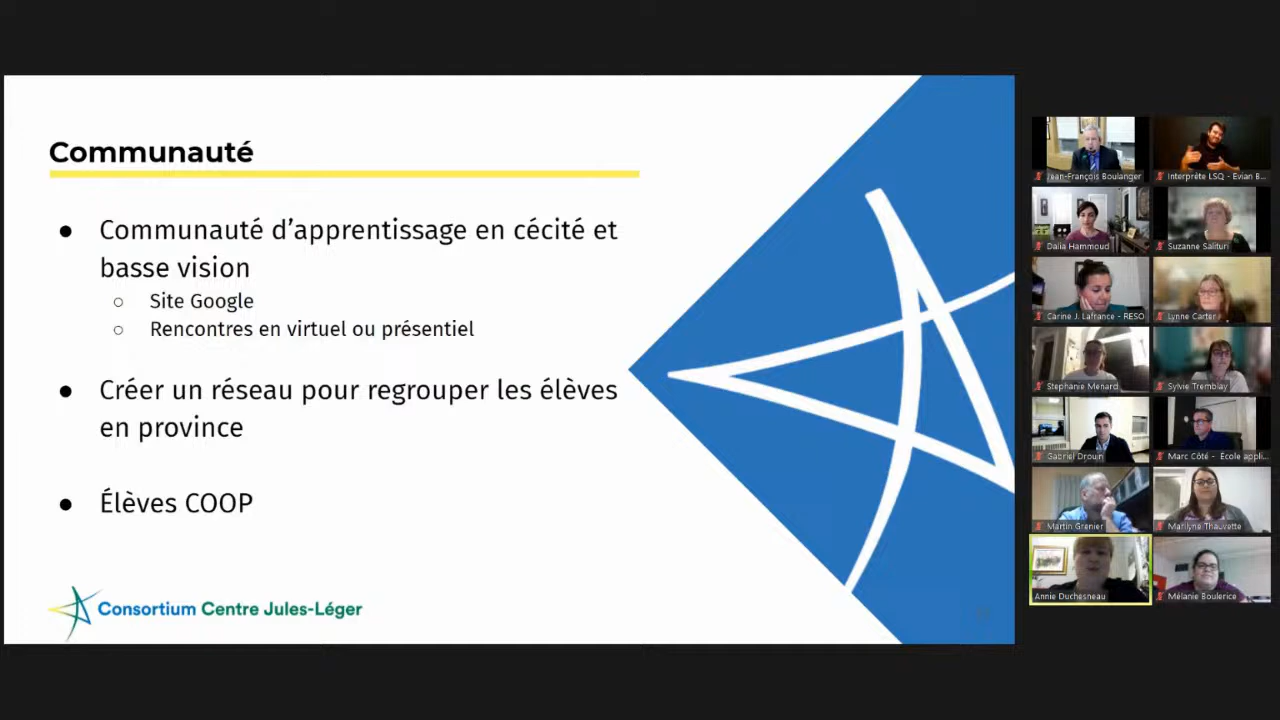 Communauté
● Communauté d’apprentissage en cécité et
basse vision
○ Site Google
○ Rencontres en virtuel ou présentiel
● Créer un réseau pour regrouper les élèves
en province
● Élèves COOP
Consortium Centre Jules-Léger
Jean-François Boulanger
Interprète LSQ - Evian B...
Dalia Hammoud
Suzanne Salituri
Carine J. Lafrance - RESO
Lynne Carter
Stephanie Menard
Sylvie Tremblay
Gabriel Drouin
Marc Côté - École appli...
Martin Grenier
Marilyne Thauvette
Annie Duchesneau
Mélanie Boulerice